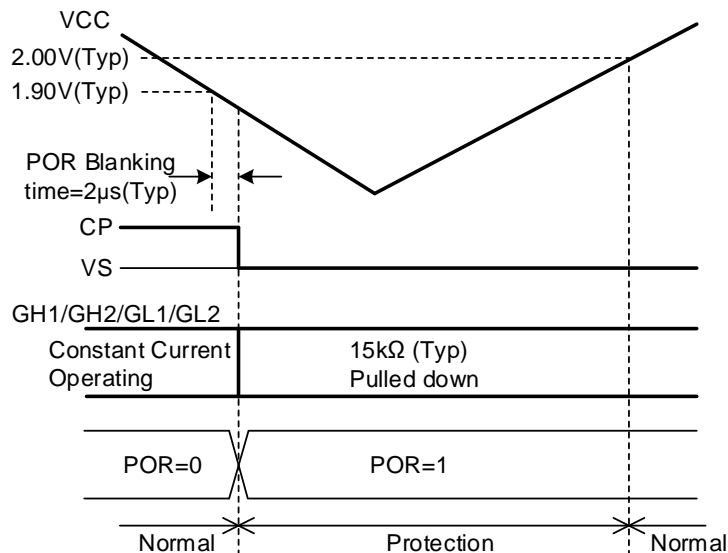 VCC
2.00V(Typ)
1.90V(Typ)
POR Blanking
time=2µs(Typ)
CP
VS
GH1/GH2/GL1/GL2
Constant Current
Operating
15kΩ (Typ)
Pulled down
POR=0
POR=1
Normal
Protection
Normal